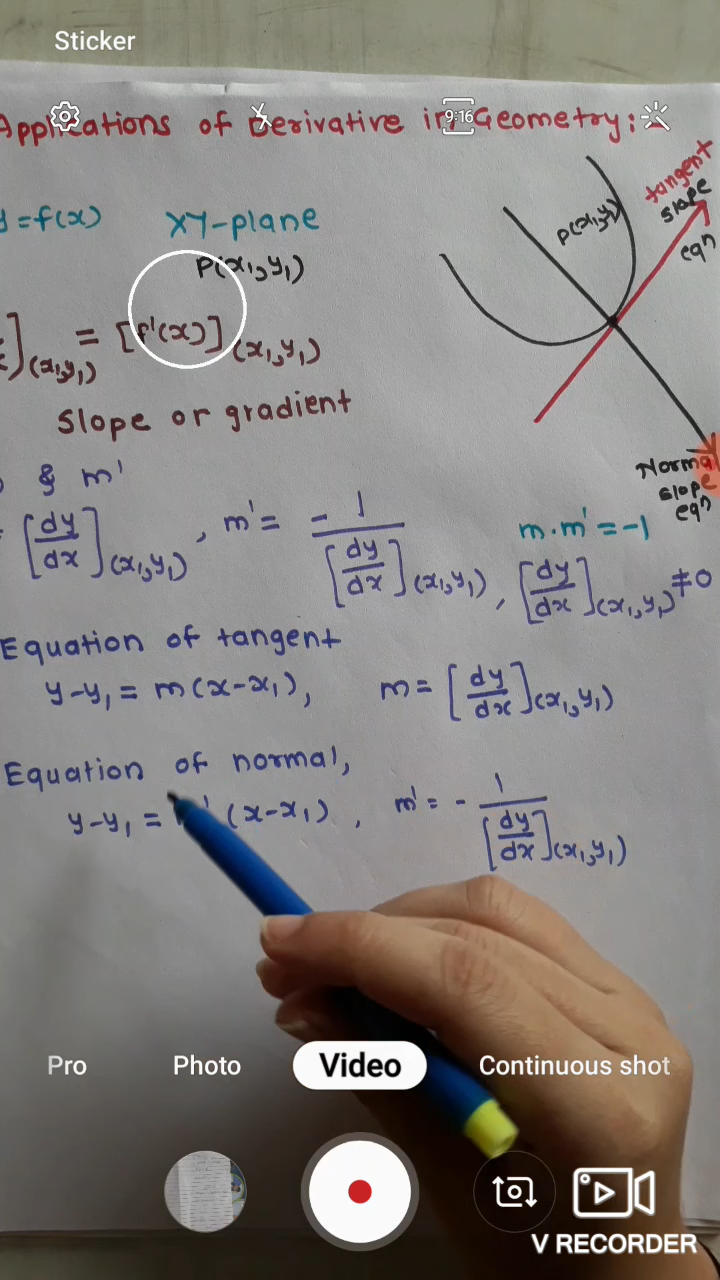 Sticker
Applications of Derivative in Geometry:
9:16
y=f(x) XY-plane
P(x₁,y₁)
](x₁,y₁) = [f'(x)](x₁,y₁)
Slope or gradient
P(x₁,y₁)
tangent
slope
eqⁿ
Normal
slope
eqⁿ
& m'
= [dy/dx](x₁,y₁) , m' = - 1/[dy/dx](x₁,y₁) , [dy/dx](x₁,y₁) ≠ 0
m·m' = -1
Equation of tangent
y-y₁ = m(x-x₁), m = [dy/dx](x₁,y₁)
Equation of normal,
y-y₁ = m'(x-x₁) , m' = - 1/[dy/dx](x₁,y₁)
Pro Photo Video Continuous shot
V RECORDER